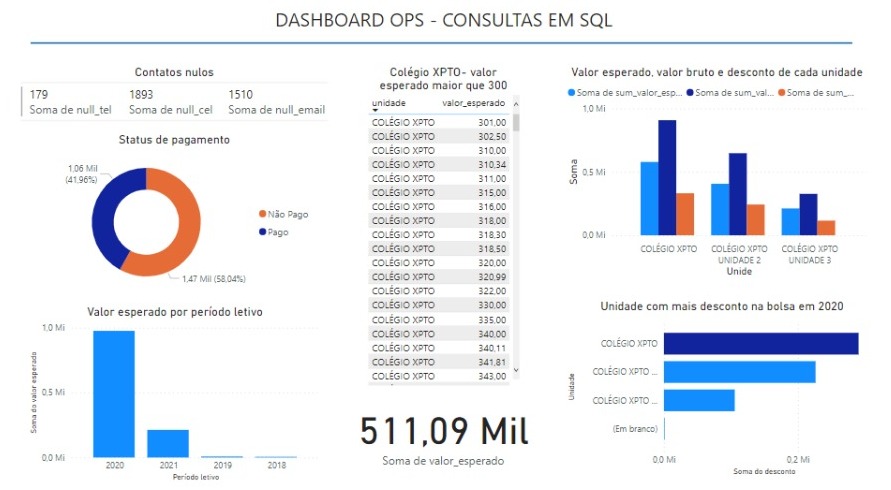 DASHBOARD OPS - CONSULTAS EM SQL
Contatos nulos
179
1893
1510
Soma de null_tel
Soma de null_cel
Soma de null_email
Status de pagamento
1,06 Mil
(41,96%)
Não Pago
Pago
1,47 Mil (58,04%)
Valor esperado por período letivo
Soma do valor esperado
1,0 Mi
0,5 Mi
0,0 Mi
2020
2021
2019
2018
Período letivo
Colégio XPTO- valor
esperado maior que 300
unidade valor_esperado
COLÉGIO XPTO 301,00
COLÉGIO XPTO 302,50
COLÉGIO XPTO 310,00
COLÉGIO XPTO 310,34
COLÉGIO XPTO 311,00
COLÉGIO XPTO 315,00
COLÉGIO XPTO 316,00
COLÉGIO XPTO 318,00
COLÉGIO XPTO 318,30
COLÉGIO XPTO 318,50
COLÉGIO XPTO 320,00
COLÉGIO XPTO 320,99
COLÉGIO XPTO 322,00
COLÉGIO XPTO 330,00
COLÉGIO XPTO 335,00
COLÉGIO XPTO 340,00
COLÉGIO XPTO 340,11
COLÉGIO XPTO 341,81
COLÉGIO XPTO 343,00
511,09 Mil
Soma de valor_esperado
Valor esperado, valor bruto e desconto de cada unidade
Soma de sum_valor_esp... Soma de sum_val... Soma de sum_...
Soma
1,0 Mi
0,5 Mi
0,0 Mi
COLÉGIO XPTO
COLÉGIO XPTO
UNIDADE 2
COLÉGIO XPTO
UNIDADE 3
Unide
Unidade com mais desconto na bolsa em 2020
Unidade
COLÉGIO XPTO
COLÉGIO XPTO ...
COLÉGIO XPTO ...
(Em branco)
0,0 Mi
0,2 Mi
Soma do desconto